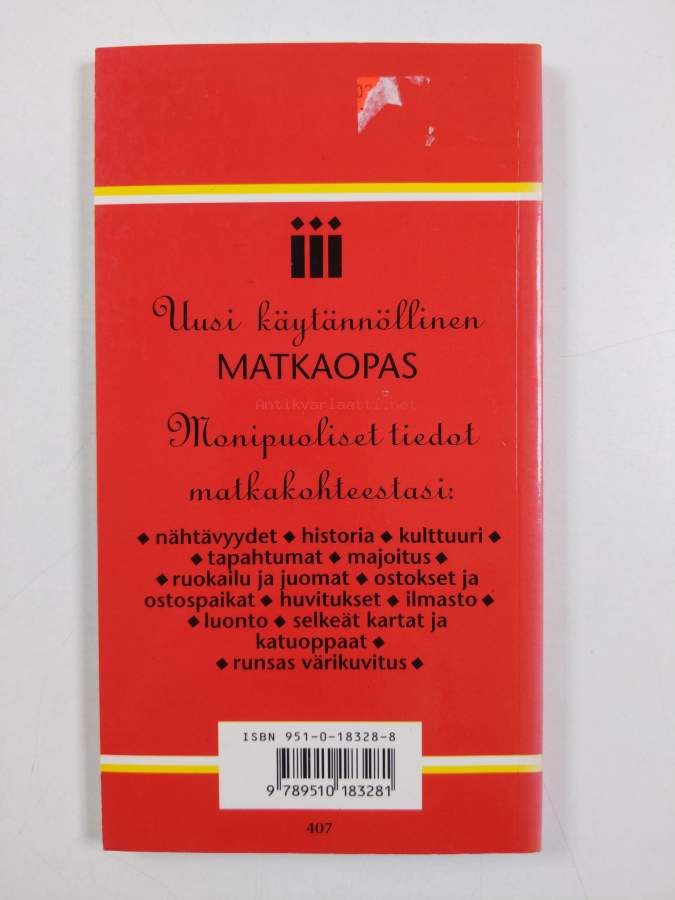 iii
Uusi käytännöllinen
MATKAOPAS
Antikvariaatti.net
Monipuoliset tiedot
matkakohteestasi:
◆ nähtävyydet ◆ historia ◆ kulttuuri ◆
◆ tapahtumat ◆ majoitus ◆
◆ ruokailu ja juomat ◆ ostokset ja
ostospaikat ◆ huvitukset ◆ ilmasto ◆
◆ luonto ◆ selkeät kartat ja
katuoppaat ◆
◆ runsas värikuvitus ◆
ISBN 951-0-18328-8
9 789510 183281
407